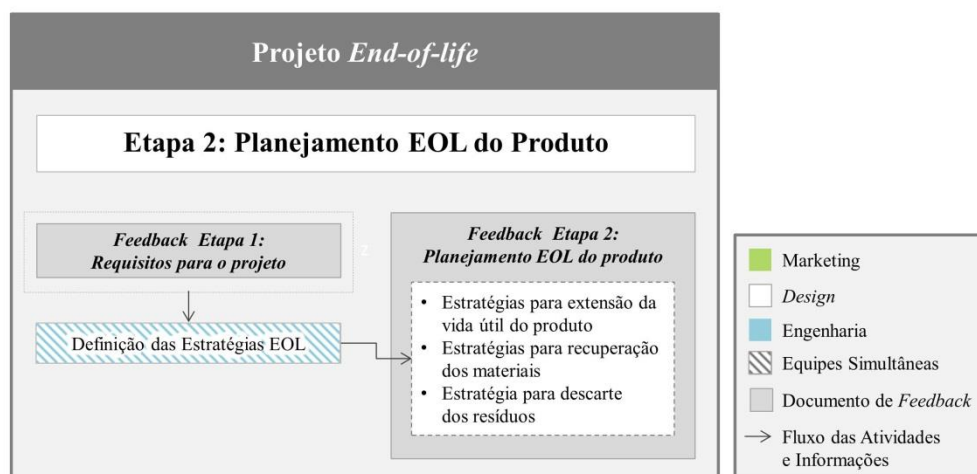 Projeto End-of-life
Etapa 2: Planejamento EOL do Produto
Feedback Etapa 1:
Requisitos para o projeto
Definição das Estratégias EOL
Feedback Etapa 2:
Planejamento EOL do produto
• Estratégias para extensão da
vida útil do produto
• Estratégias para recuperação
dos materiais
• Estratégia para descarte
dos resíduos
Marketing
Design
Engenharia
Equipes Simultâneas
Documento de Feedback
Fluxo das Atividades
e Informações